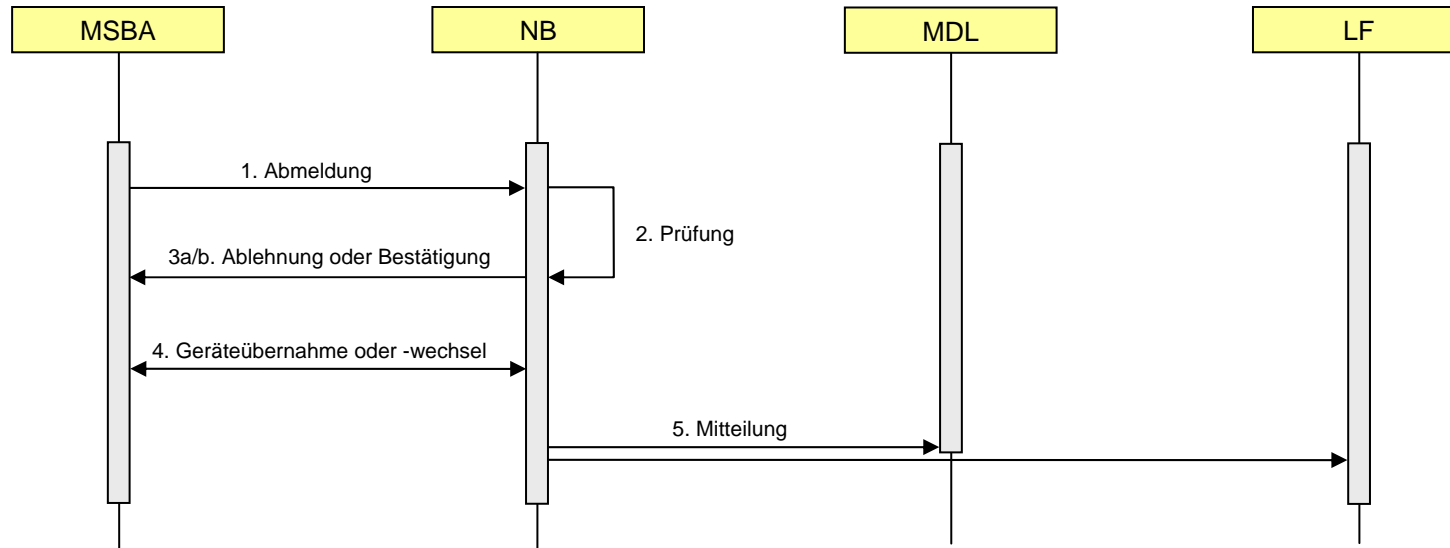 MSBA
NB
MDL
LF
1. Abmeldung
2. Prüfung
3a/b. Ablehnung oder Bestätigung
4. Geräteübernahme oder -wechsel
5. Mitteilung